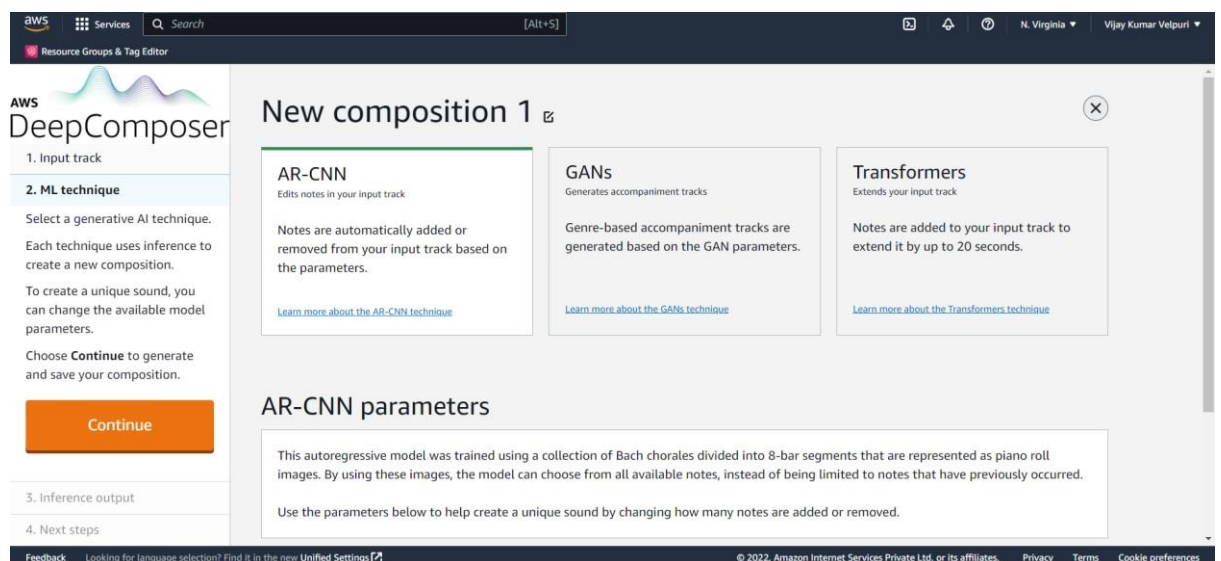 aws Services Search [Alt+S] N. Virginia Vijay Kumar Velpuri
Resource Groups & Tag Editor
AWS
DeepComposer
1. Input track
2. ML technique
Select a generative AI technique.
Each technique uses inference to
create a new composition.
To create a unique sound, you
can change the available model
parameters.
Choose Continue to generate
and save your composition.
Continue
3. Inference output
4. Next steps
New composition 1
AR-CNN
Edits notes in your input track
Notes are automatically added or
removed from your input track based on
the parameters.
Learn more about the AR-CNN technique
GANs
Generates accompaniment tracks
Genre-based accompaniment tracks are
generated based on the GAN parameters.
Learn more about the GANs technique
Transformers
Extends your input track
Notes are added to your input track to
extend it by up to 20 seconds.
Learn more about the Transformers technique
AR-CNN parameters
This autoregressive model was trained using a collection of Bach chorales divided into 8-bar segments that are represented as piano roll
images. By using these images, the model can choose from all available notes, instead of being limited to notes that have previously occurred.
Use the parameters below to help create a unique sound by changing how many notes are added or removed.
Feedback Looking for language selection? Find it in the new Unified Settings © 2022, Amazon Internet Services Private Ltd. or its affiliates. Privacy Terms Cookie preferences